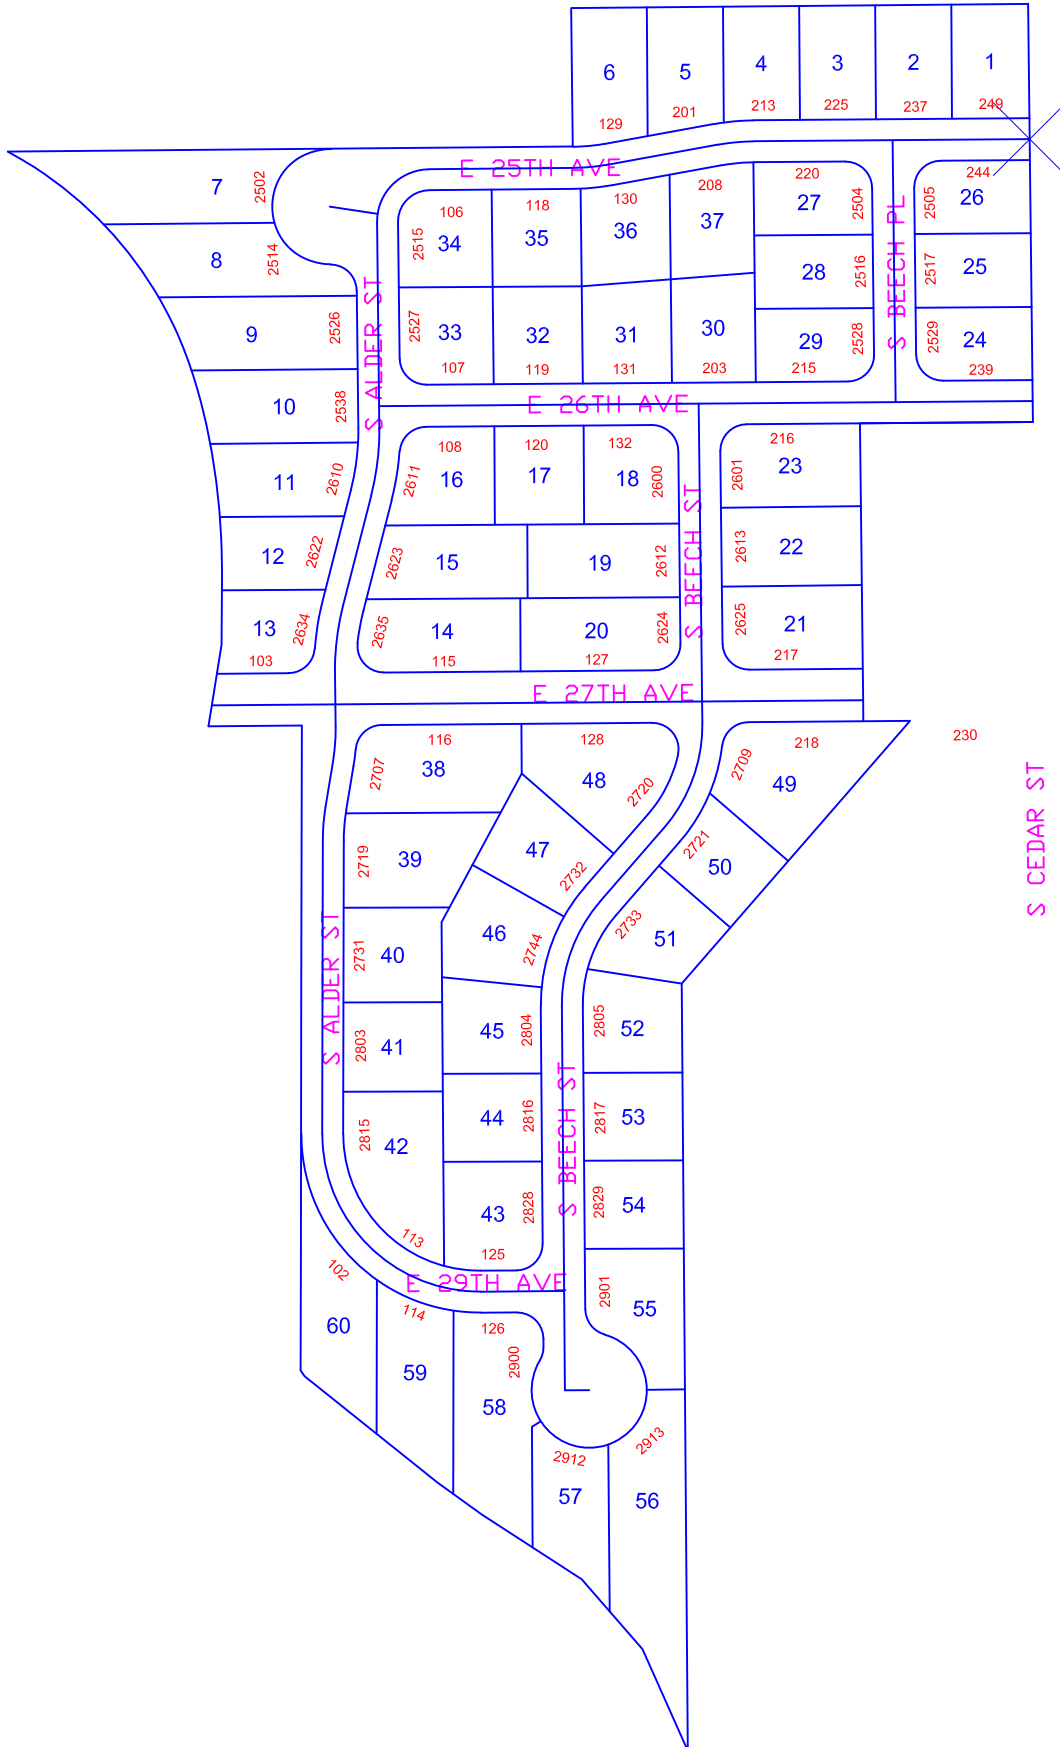 6 5 4 3 2 1
129 201 213 225 237 249
E 25TH AVE
7 2502
8 2514
9 2526
10 2538
11 2610
12 2622
13 2634
103
S ALDER ST
106 118 130 208 220 244
2515 34 35 36 37 27 2504 2505 26
28 2516 2517 25
2527 33 32 31 30 29 2528 2529 24
107 119 131 203 215 239
S BEECH PL
E 26TH AVE
108 120 132 216
2611 16 17 18 2600 2601 23
2623 15 19 2612 2613 22
2635 14 20 2624 2625 21
115 127 217
S BEECH ST
E 27TH AVE
116 128 218 230
2707 38 48 2720 2709 49
2719 39 47 2732 2721 50
2731 40 46 2744 2733 51
S CEDAR ST
S ALDER ST
2803 41 45 2804 2805 52
2815 42 44 2816 2817 53
43 2828 2829 54
113 125
S BEECH ST
E 29TH AVE
102 114 126 2901 55
60 59 58 2900
2912 2913
57 56